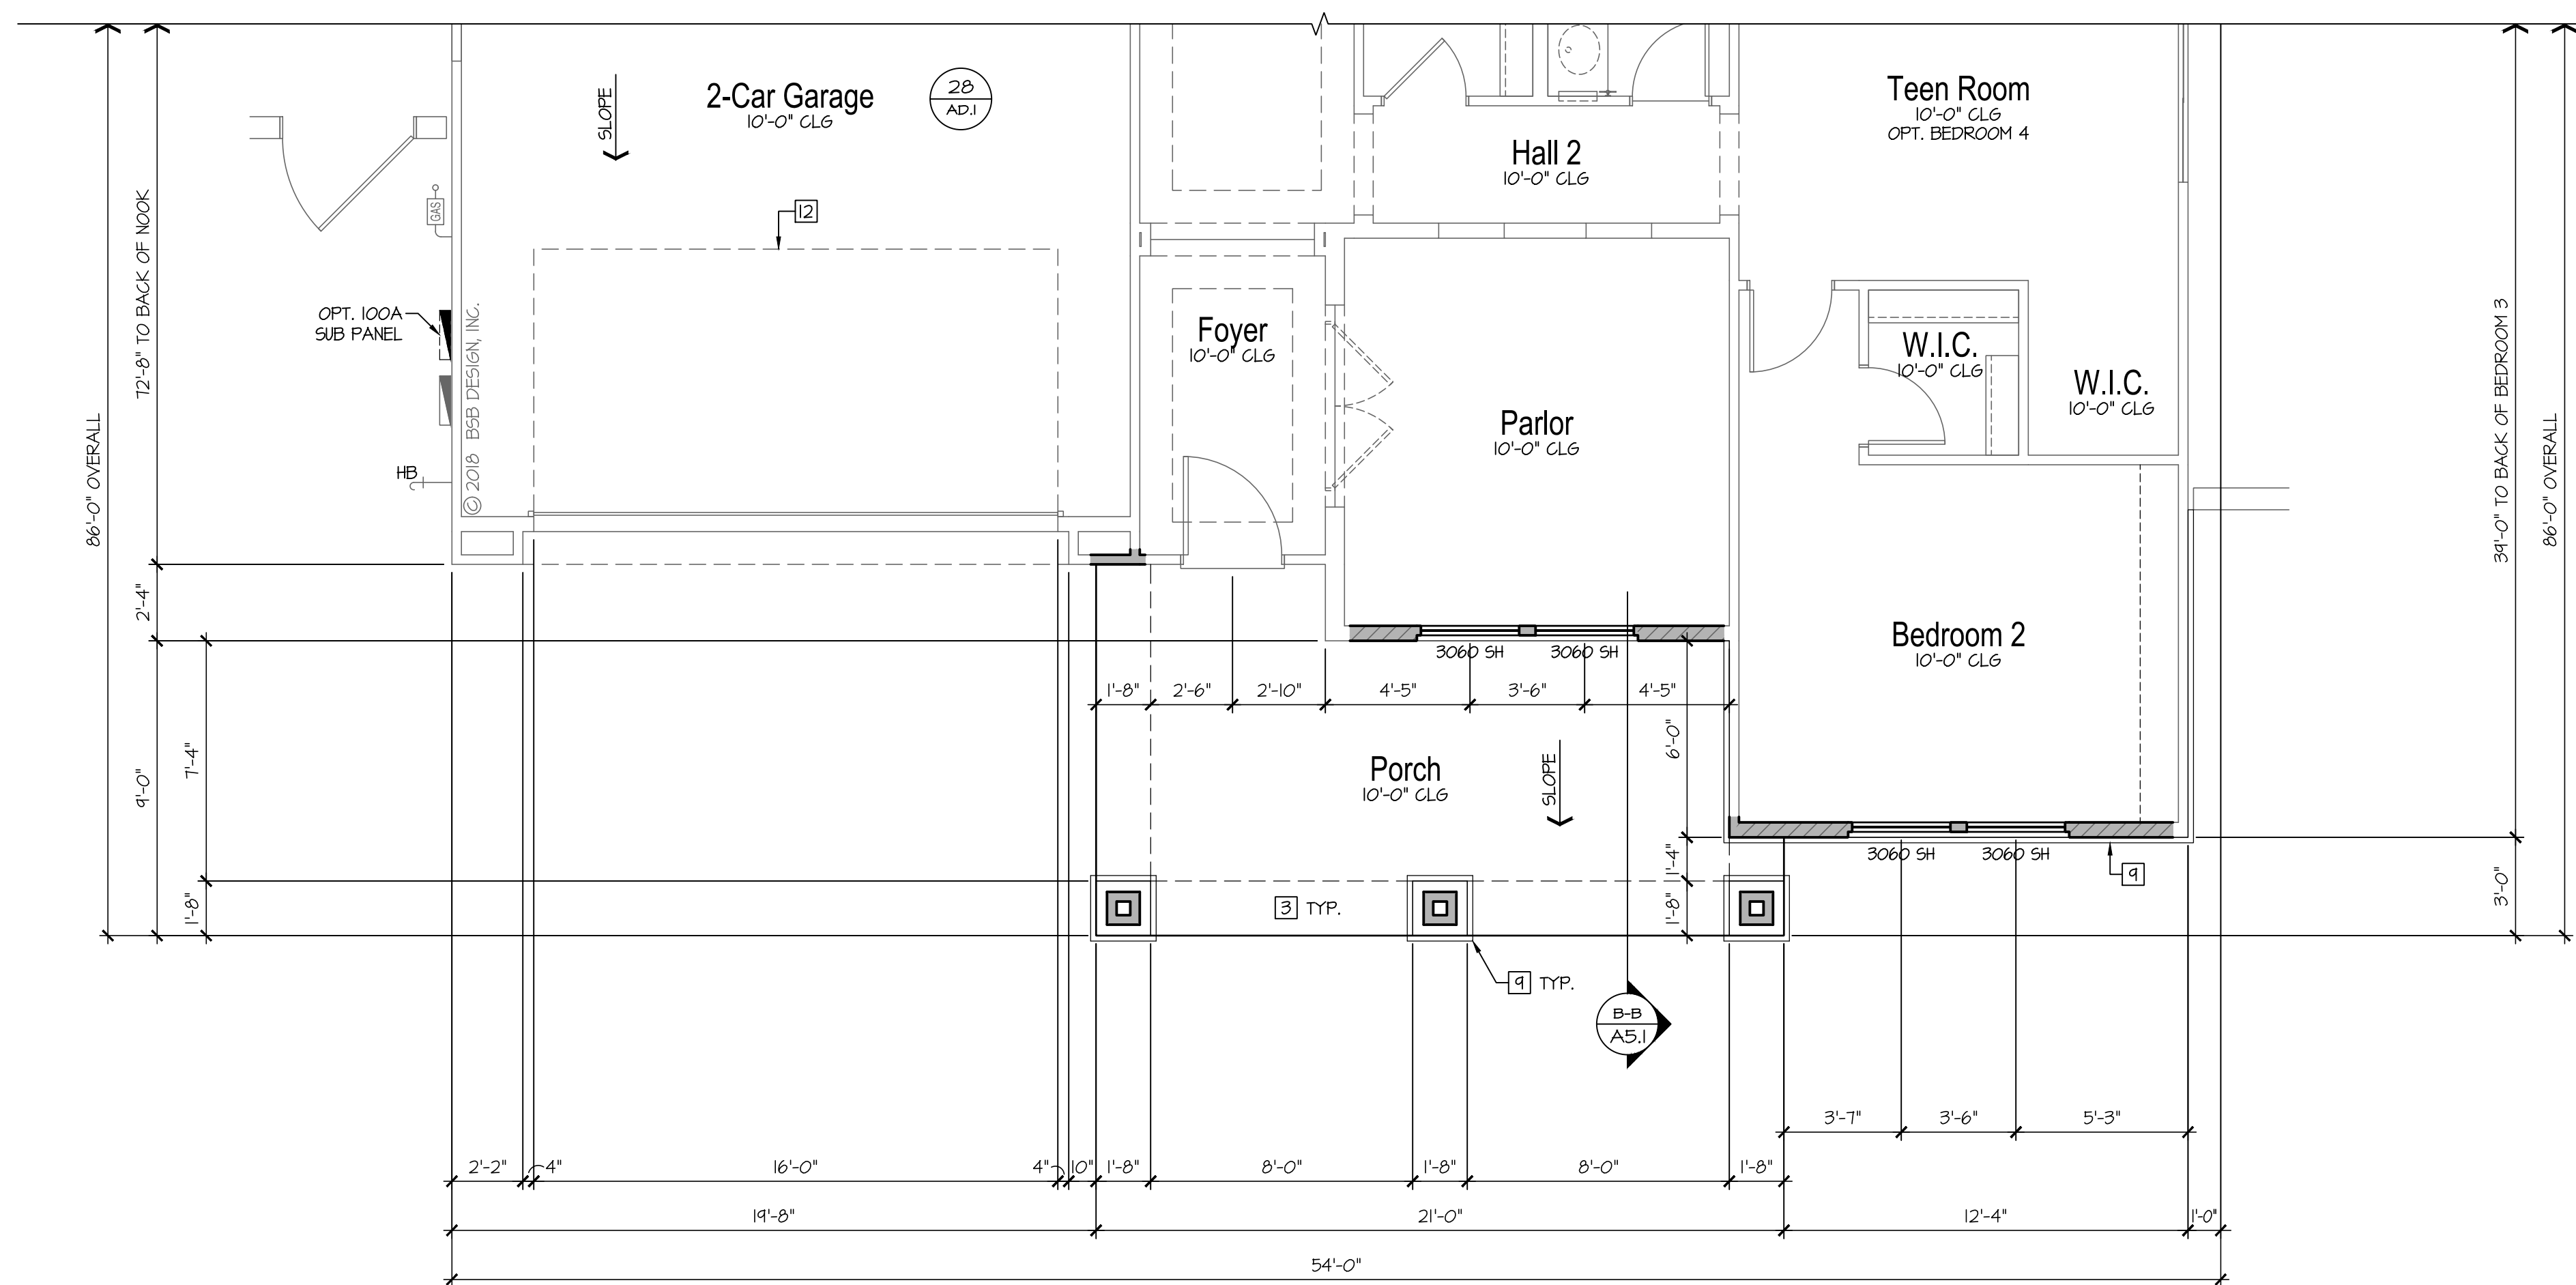 2-Car Garage
10'-0" CLG
28
AD.1
SLOPE
12
Teen Room
10'-0" CLG
OPT. BEDROOM 4
Hall 2
10'-0" CLG
GAS
OPT. 100A
SUB PANEL
© 2018 BSB DESIGN, INC.
HB
Foyer
10'-0" CLG
Parlor
10'-0" CLG
W.I.C.
10'-0" CLG
W.I.C.
10'-0" CLG
Bedroom 2
10'-0" CLG
86'-0" OVERALL
72'-8" TO BACK OF NOOK
2'-4"
9'-0"
7'-4"
1'-8"
39'-0" TO BACK OF BEDROOM 3
86'-0" OVERALL
3'-0"
3060 SH
3060 SH
1'-8"
2'-6"
2'-10"
4'-5"
3'-6"
4'-5"
6'-0"
1'-4"
1'-8"
Porch
10'-0" CLG
SLOPE
3060 SH
3060 SH
9
3 TYP.
9 TYP.
B-B
A5.1
3'-7"
3'-6"
5'-3"
2'-2"
4"
16'-0"
4"
10"
1'-8"
8'-0"
1'-8"
8'-0"
1'-8"
19'-8"
21'-0"
12'-4"
1'-0"
54'-0"